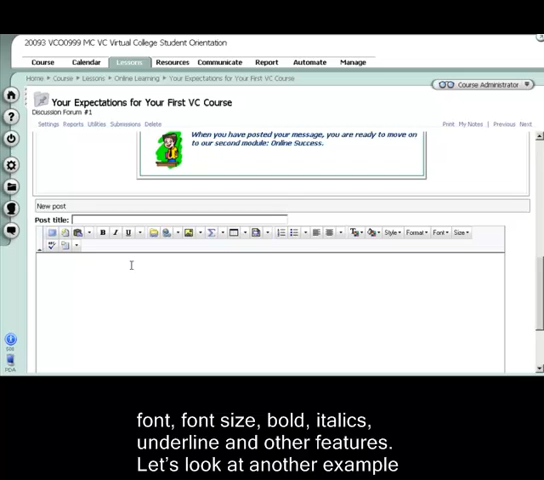 20093 VCO0999 MC VC Virtual College Student Orientation
Course Calendar Lessons Resources Communicate Report Automate Manage
Home Course Lessons Online Learning Your Expectations for Your First VC Course
Course Administrator
Your Expectations for Your First VC Course
Discussion Forum #1
Settings Reports Utilities Submissions Delete Print My Notes Previous Next
When you have posted your message, you are ready to move on
to our second module: Online Success.
New post
Post title:
B I U Style Format Font Size
SIS
PDA
font, font size, bold, italics,
underline and other features.
Let's look at another example